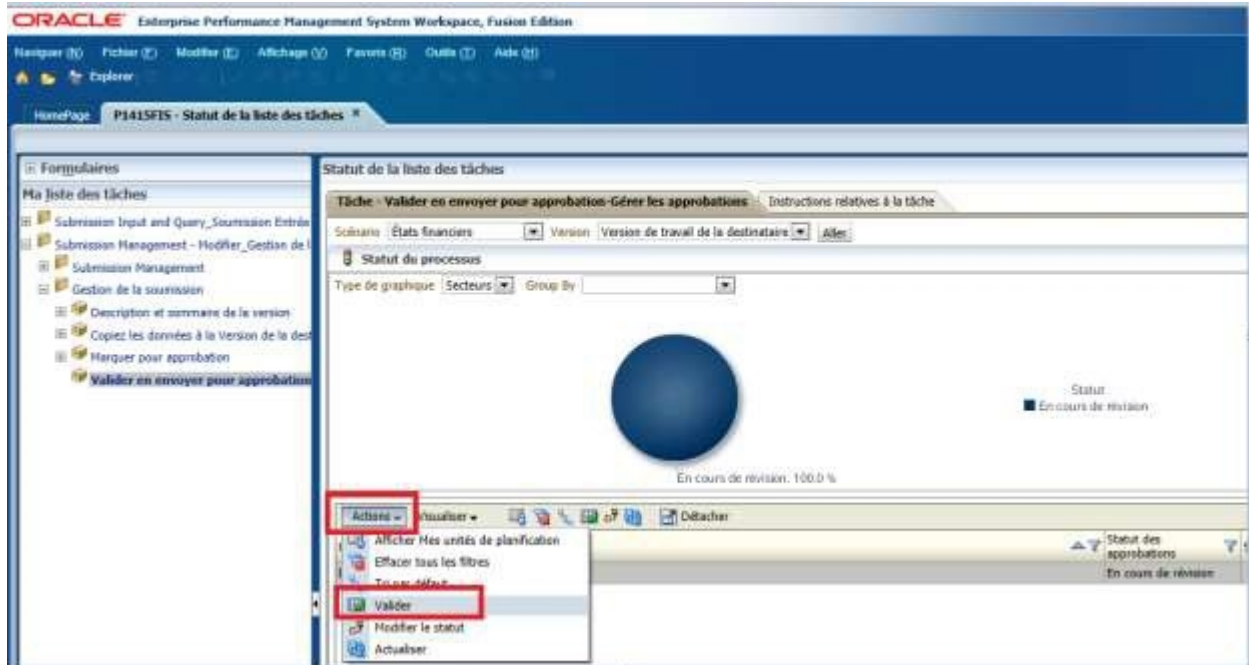 ORACLE Enterprise Performance Management System Workspace, Fusion Edition
Naviguer (N) Fichier (F) Modifier (E) Affichage (V) Favoris (R) Outils (T) Aide (H)
Explorer
HomePage P1415FIS - Statut de la liste des tâches
Formulaires
Ma liste des tâches
Submission Input and Query_Soumission Entrée
Submission Management - Modifier_Gestion de l
Submission Management
Gestion de la soumission
Description et sommaire de la version
Copiez les données à la Version de la dest
Marquer pour approbation
Valider en envoyer pour approbation
Statut de la liste des tâches
Tâche - Valider en envoyer pour approbation-Gérer les approbations Instructions relatives à la tâche
Scénario États financiers Version Version de travail de la destinataire Aller
Statut du processus
Type de graphique Secteurs Group By
Statut
En cours de révision
En cours de révision. 100.0 %
Actions Visualiser Détacher
Afficher Mes unités de planification
Effacer tous les filtres
Tri par défaut
Valider
Modifier le statut
Actualiser
Statut des approbations
En cours de révision